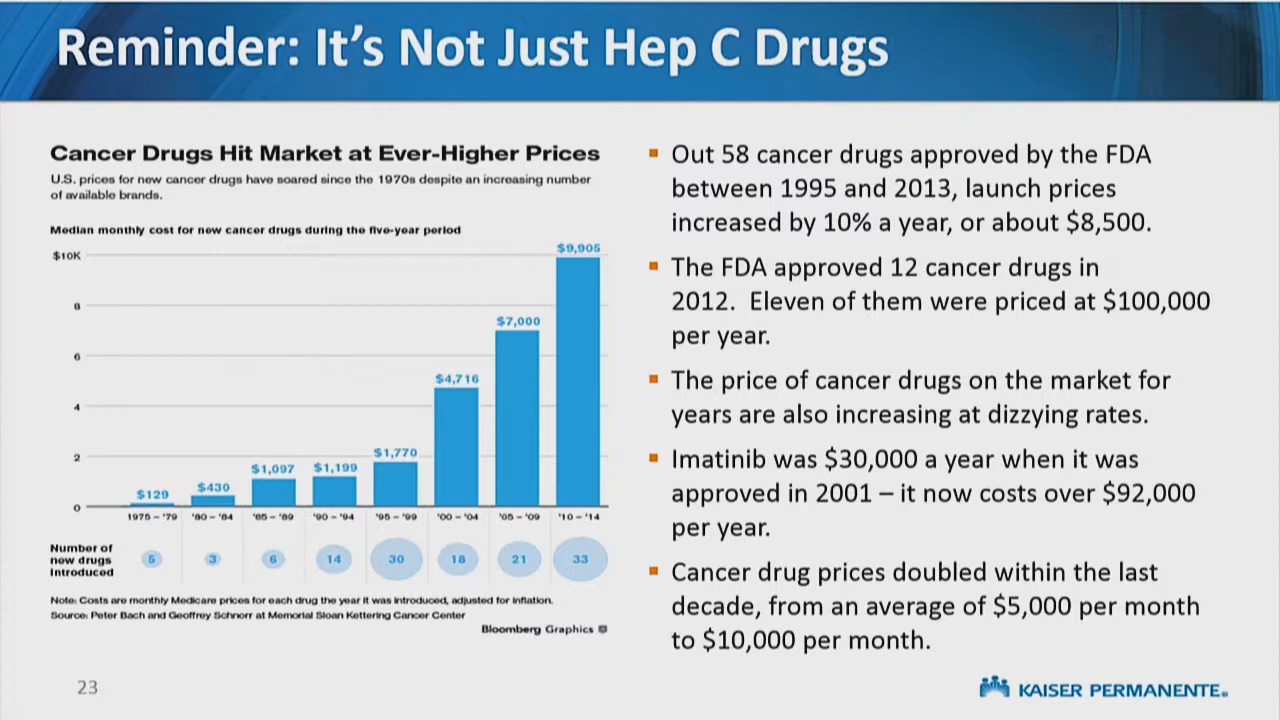 Reminder: It's Not Just Hep C Drugs
Cancer Drugs Hit Market at Ever-Higher Prices
U.S. prices for new cancer drugs have soared since the 1970s despite an increasing number
of available brands.
Median monthly cost for new cancer drugs during the five-year period
$10K
8
6
4
2
0
$129
$430
$1,097
$1,199
$1,770
$4,716
$7,000
$9,905
1975 – '79 '80 – '84 '85 – '89 '90 – '94 '95 – '99 '00 – '04 '05 – '09 '10 – '14
Number of
new drugs
introduced
5 3 6 14 30 18 21 33
Note: Costs are monthly Medicare prices for each drug the year it was introduced, adjusted for inflation.
Source: Peter Bach and Geoffrey Schnorr at Memorial Sloan Kettering Cancer Center
Bloomberg Graphics
▪ Out 58 cancer drugs approved by the FDA
between 1995 and 2013, launch prices
increased by 10% a year, or about $8,500.
▪ The FDA approved 12 cancer drugs in
2012. Eleven of them were priced at $100,000
per year.
▪ The price of cancer drugs on the market for
years are also increasing at dizzying rates.
▪ Imatinib was $30,000 a year when it was
approved in 2001 – it now costs over $92,000
per year.
▪ Cancer drug prices doubled within the last
decade, from an average of $5,000 per month
to $10,000 per month.
23
KAISER PERMANENTE®